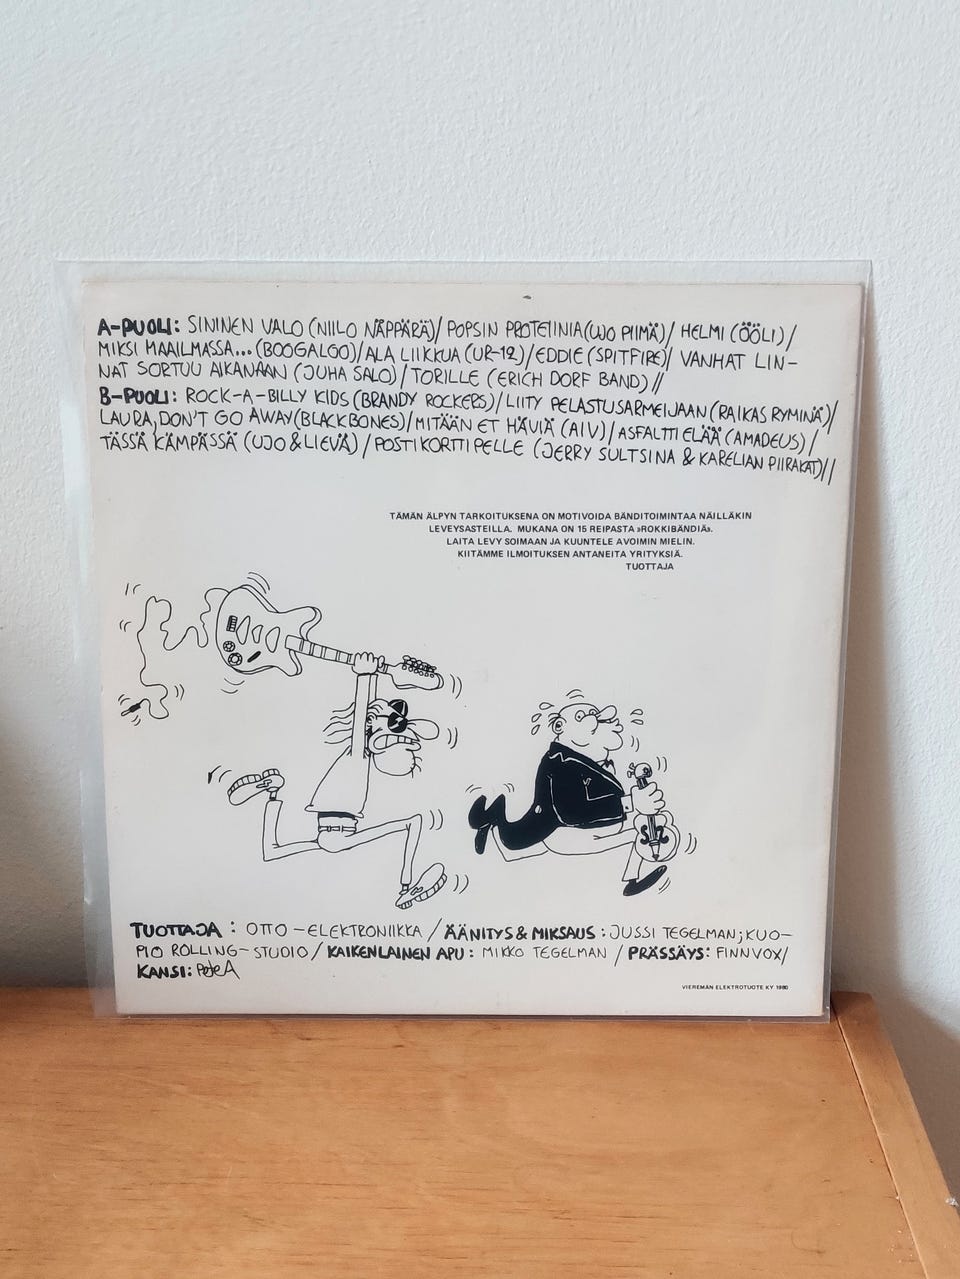 A-PUOLI: SININEN VALO (NIILO NÄPPÄRÄ)/ POPSIN PROTEIINIA (UJO PIIMÄ)/ HELMI (ÖÖLI)/
MIKSI MAAILMASSA... (BOOGALOO)/ALA LIIKKUA (UR-12)/EDDIE (SPITFIRE)/ VANHAT LIN-
NAT SORTUU AIKANAAN (JUHA SALO)/TORILLE (ERICH DORF BAND)//
B-PUOLI: ROCK-A-BILLY KIDS (BRANDY ROCKERS)/LIITY PELASTUSARMEIJAAN (RAIKAS RYMINÄ)/
LAURA, DON'T GO AWAY (BLACKBONES)/MITÄÄN ET HÄVIÄ (AIV)/ASFALTTI ELÄÄ (AMADEUS)/
TÄSSÄ KÄMPÄSSÄ (UJO & LIEVÄ)/POSTIKORTTIPELLE (JERRY SULTSINA & KARELIAN PIIRAKAT)//
TÄMÄN ÄLPYN TARKOITUKSENA ON MOTIVOIDA BÄNDITOIMINTAA NÄILLÄKIN
LEVEYSASTEILLA. MUKANA ON 15 REIPASTA »ROKKIBÄNDIÄ».
LAITA LEVY SOIMAAN JA KUUNTELE AVOIMIN MIELIN.
KIITÄMME ILMOITUKSEN ANTANEITA YRITYKSIÄ.
TUOTTAJA
TUOTTAJA : OTTO-ELEKTRONIIKKA / ÄÄNITYS & MIKSAUS : JUSSI TEGELMAN; KUO-
PIO ROLLING-STUDIO / KAIKENLAINEN APU : MIKKO TEGELMAN / PRÄSSÄYS: FINNVOX/
KANSI: PeteA
VIEREMÄN ELEKTROTUOTE KY 1980